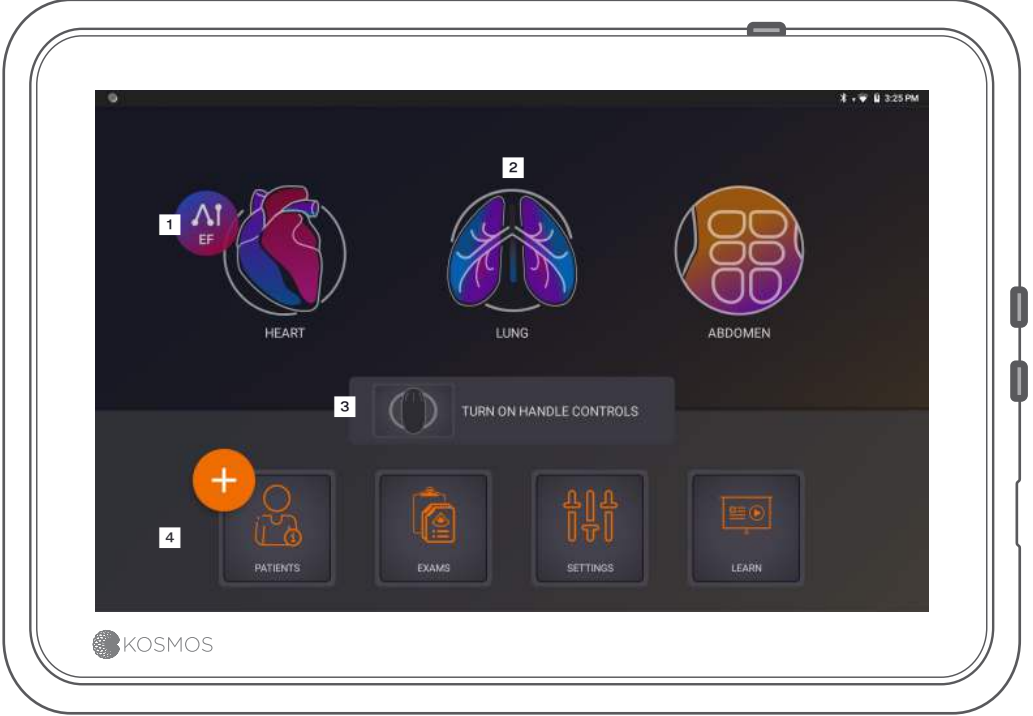 3:25 PM
2
1
AI
EF
HEART
LUNG
ABDOMEN
3
TURN ON HANDLE CONTROLS
4
PATIENTS
EXAMS
SETTINGS
LEARN
KOSMOS